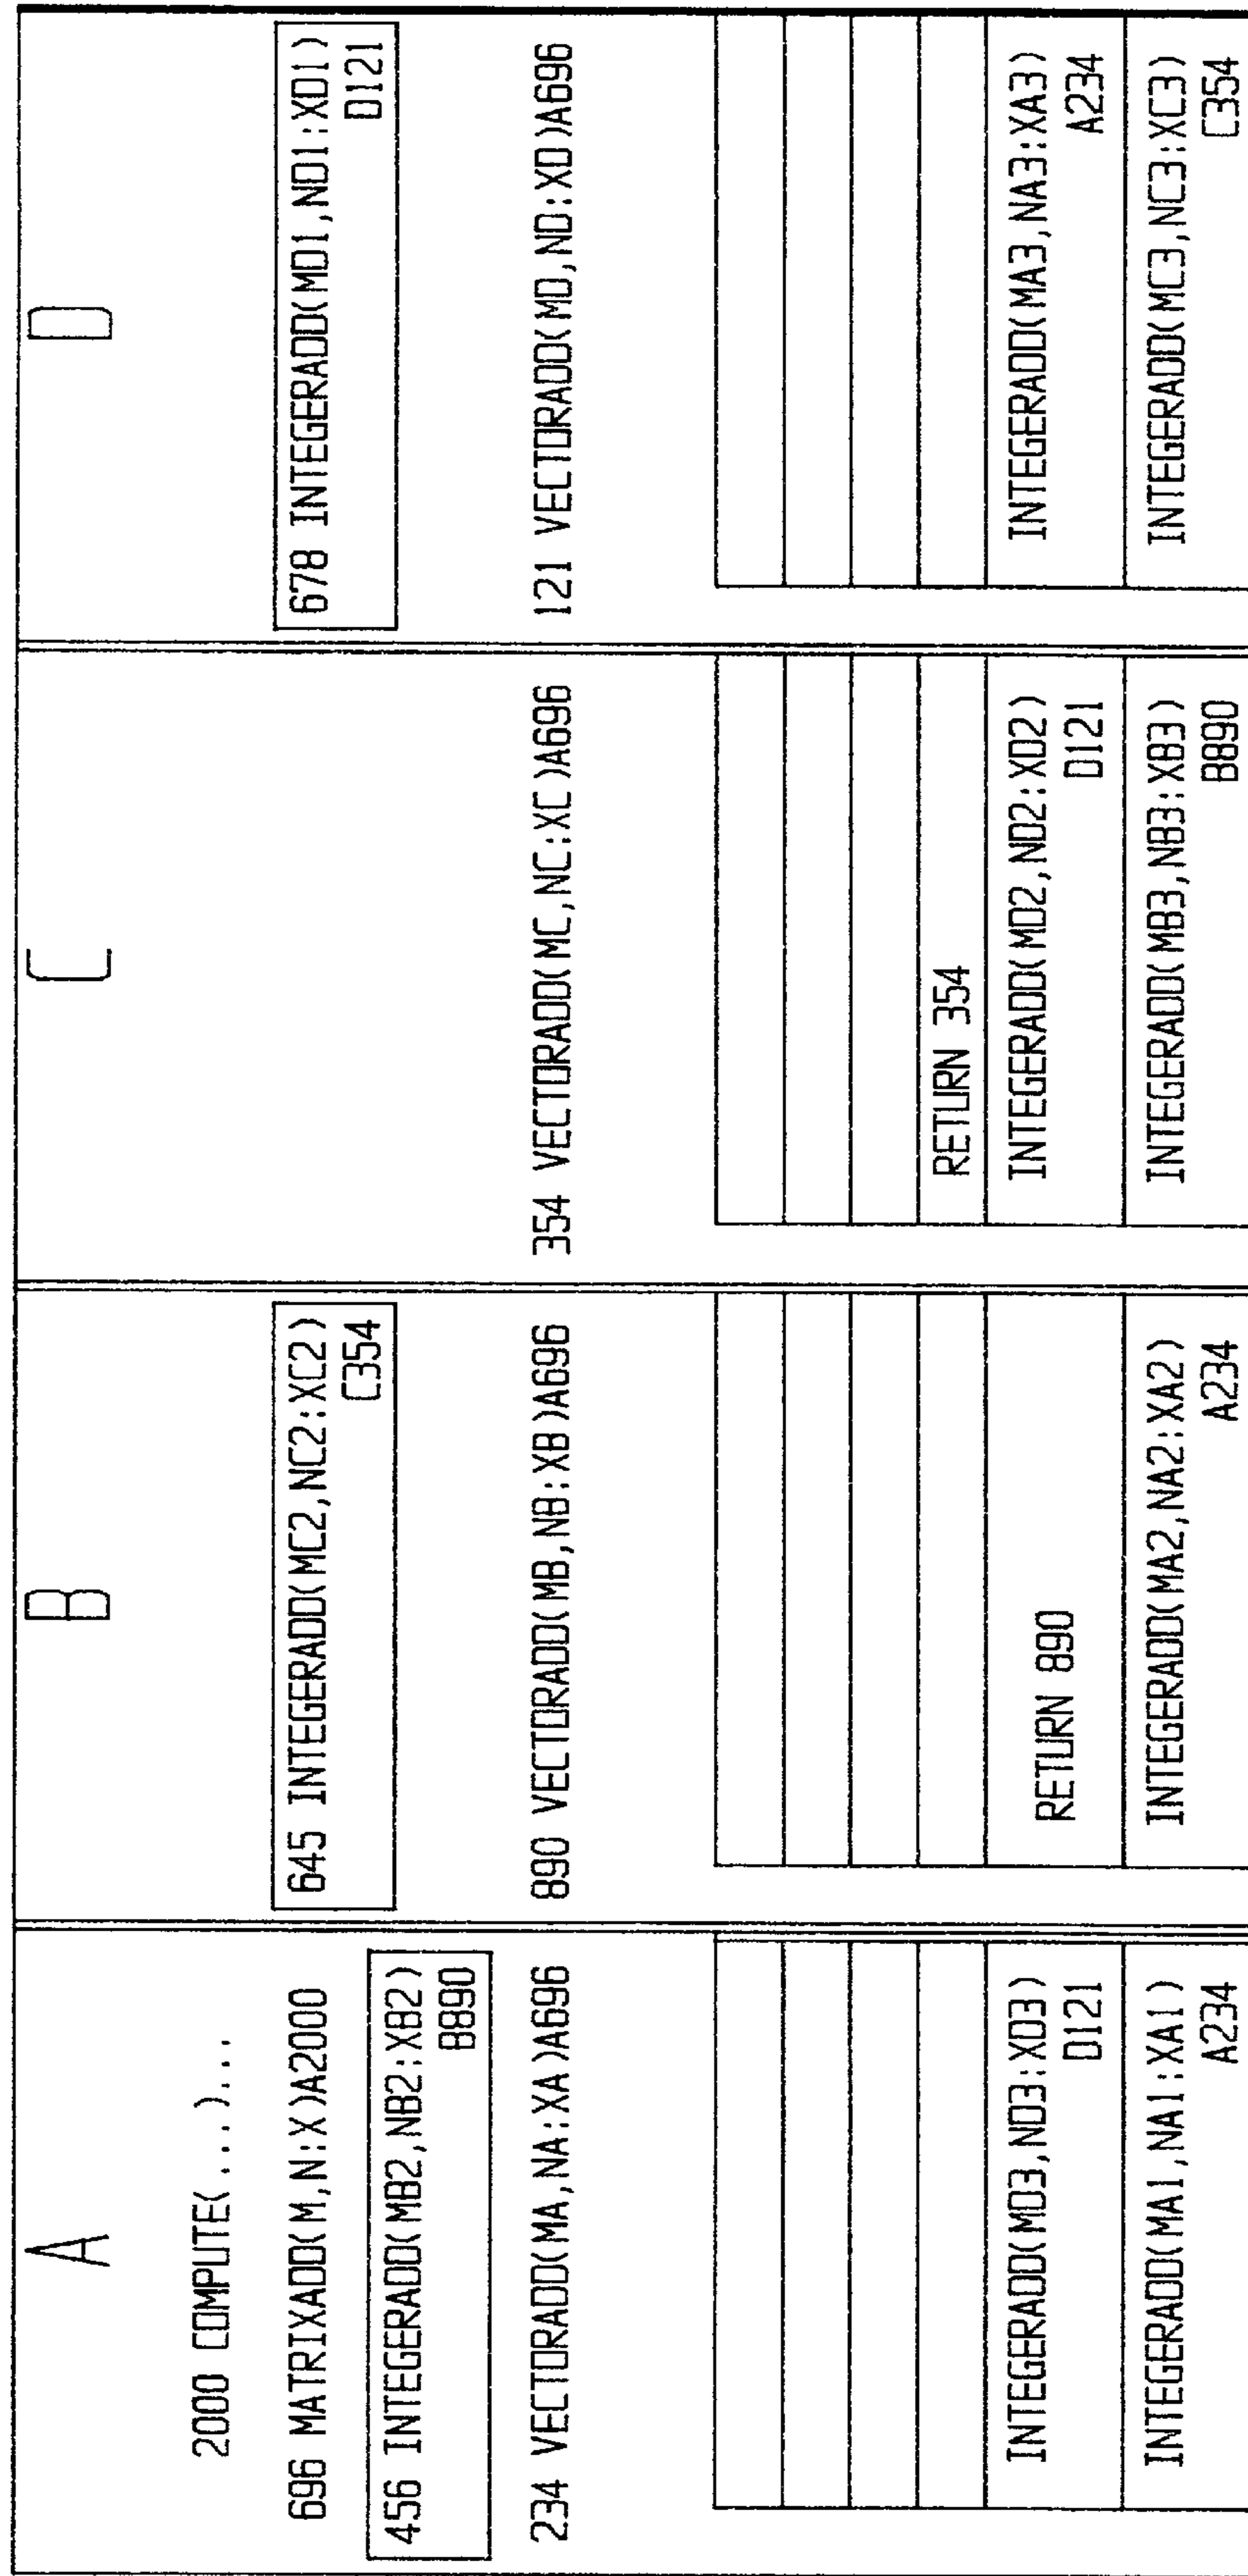 A
2000 COMPUTE(...)...
696 MATRIXADD(M,N:X)A2000
456 INTEGERADD(MB2,NB2:XB2)
B890
234 VECTORADD(MA,NA:XA)A696
INTEGERADD(MD3,ND3:XD3)
D121
INTEGERADD(MA1,NA1:XA1)
A234
B
645 INTEGERADD(MC2,NC2:XC2)
C354
890 VECTORADD(MB,NB:XB)A696
RETURN 890
INTEGERADD(MA2,NA2:XA2)
A234
C
354 VECTORADD(MC,NC:XC)A696
RETURN 354
INTEGERADD(MD2,ND2:XD2)
D121
INTEGERADD(MB3,NB3:XB3)
B890
D
678 INTEGERADD(MD1,ND1:XD1)
D121
121 VECTORADD(MD,ND:XD)A696
INTEGERADD(MA3,NA3:XA3)
A234
INTEGERADD(MC3,NC3:XC3)
C354